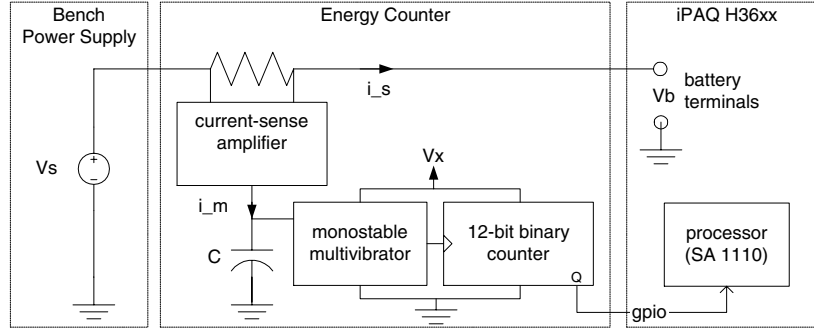 Bench
Power Supply
Energy Counter
iPAQ H36xx
i_s
Vb
battery
terminals
current-sense
amplifier
Vs
+
−
Vx
i_m
C
monostable
multivibrator
12-bit binary
counter
Q
processor
(SA 1110)
gpio